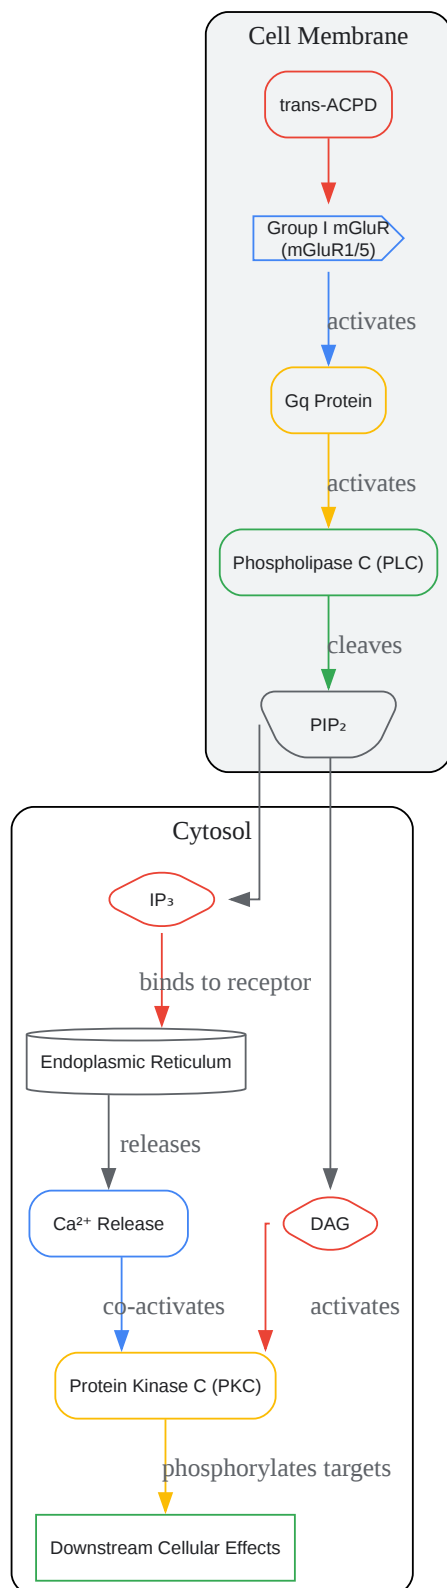 Cell Membrane
trans-ACPD
Group I mGluR
(mGluR1/5)
activates
Gq Protein
activates
Phospholipase C (PLC)
cleaves
PIP₂
Cytosol
IP₃
binds to receptor
Endoplasmic Reticulum
releases
Ca²⁺ Release
DAG
co-activates
activates
Protein Kinase C (PKC)
phosphorylates targets
Downstream Cellular Effects